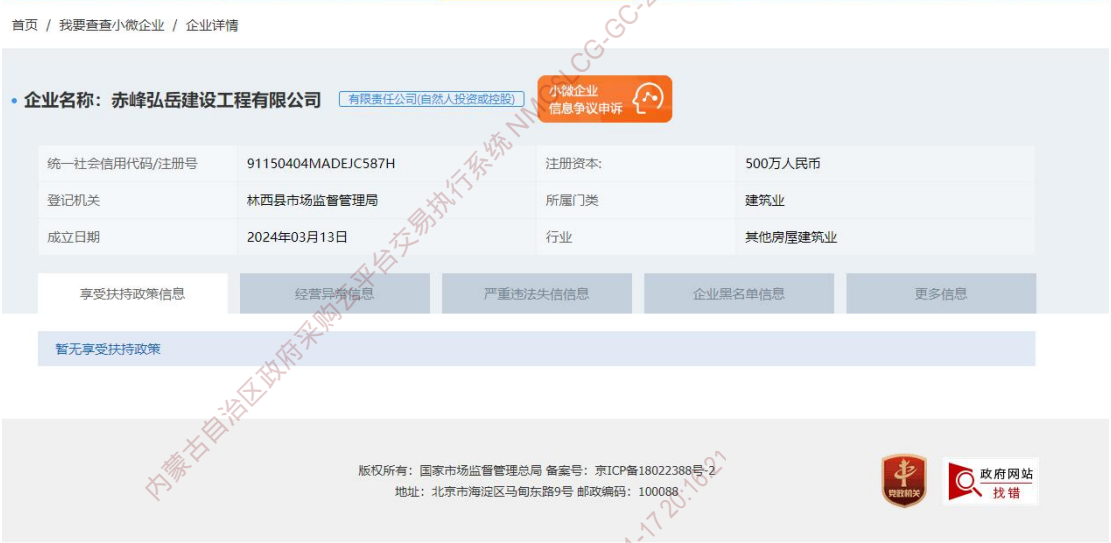 首页 / 我要查查小微企业 / 企业详情
企业名称：赤峰弘岳建设工程有限公司 有限责任公司(自然人投资或控股)
小微企业
信息争议申诉
统一社会信用代码/注册号 91150404MADEJC587H 注册资本: 500万人民币
登记机关 林西县市场监督管理局 所属门类 建筑业
成立日期 2024年03月13日 行业 其他房屋建筑业
享受扶持政策信息 经营异常信息 严重违法失信信息 企业黑名单信息 更多信息
暂无享受扶持政策
版权所有：国家市场监督管理总局 备案号：京ICP备18022388号-2
地址：北京市海淀区马甸东路9号 邮政编码：100088
党政机关
政府网站
找错
内蒙古自治区政府采购云平台交易执行系统